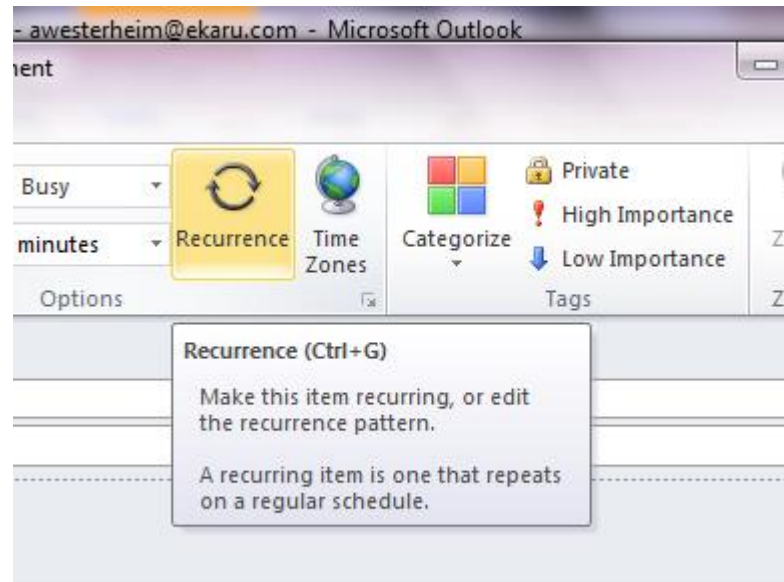 - awesterheim@ekaru.com - Microsoft Outlook
nent
Busy
minutes
Recurrence
Time
Zones
Options
Categorize
Private
High Importance
Low Importance
Tags
Z
Z
Recurrence (Ctrl+G)
Make this item recurring, or edit
the recurrence pattern.
A recurring item is one that repeats
on a regular schedule.